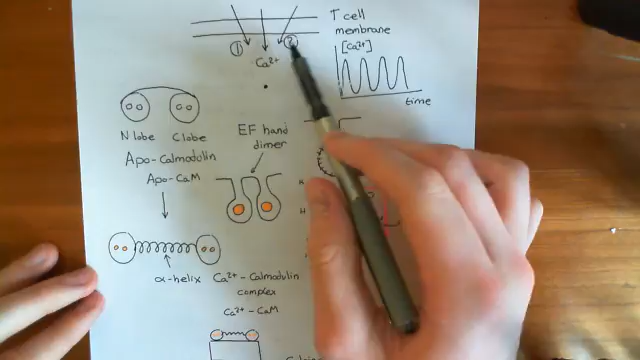 T cell
membrane
① ②
Ca²⁺
[Ca²⁺]
time
N lobe C lobe
Apo-Calmodulin
Apo-CaM
EF hand
dimer
α-helix Ca²⁺-Calmodulin
complex
Ca²⁺-CaM